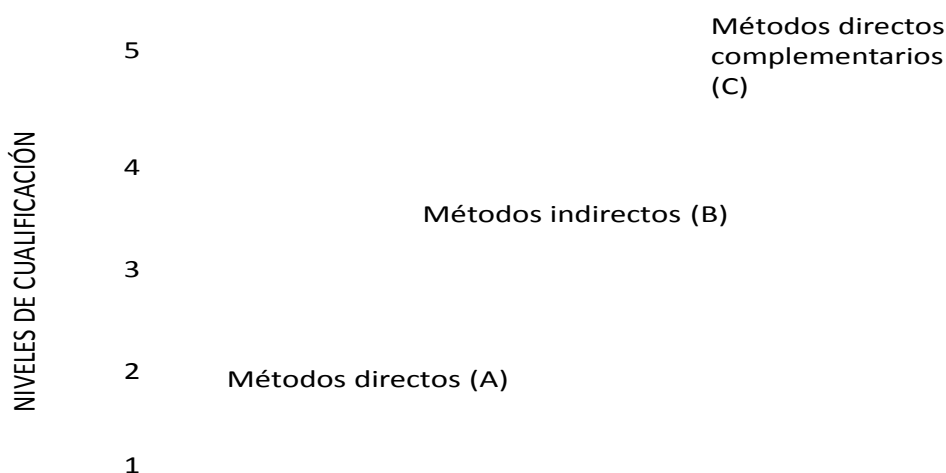 Métodos directos
complementarios
(C)
5
4
Métodos indirectos (B)
3
2
Métodos directos (A)
1
NIVELES DE CUALIFICACIÓN